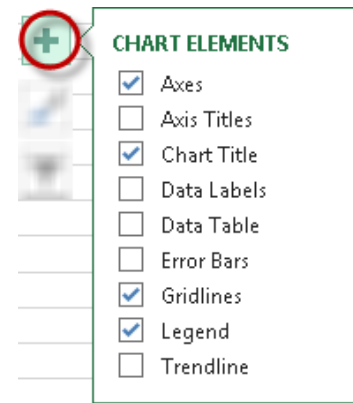 CHART ELEMENTS
Axes
Axis Titles
Chart Title
Data Labels
Data Table
Error Bars
Gridlines
Legend
Trendline